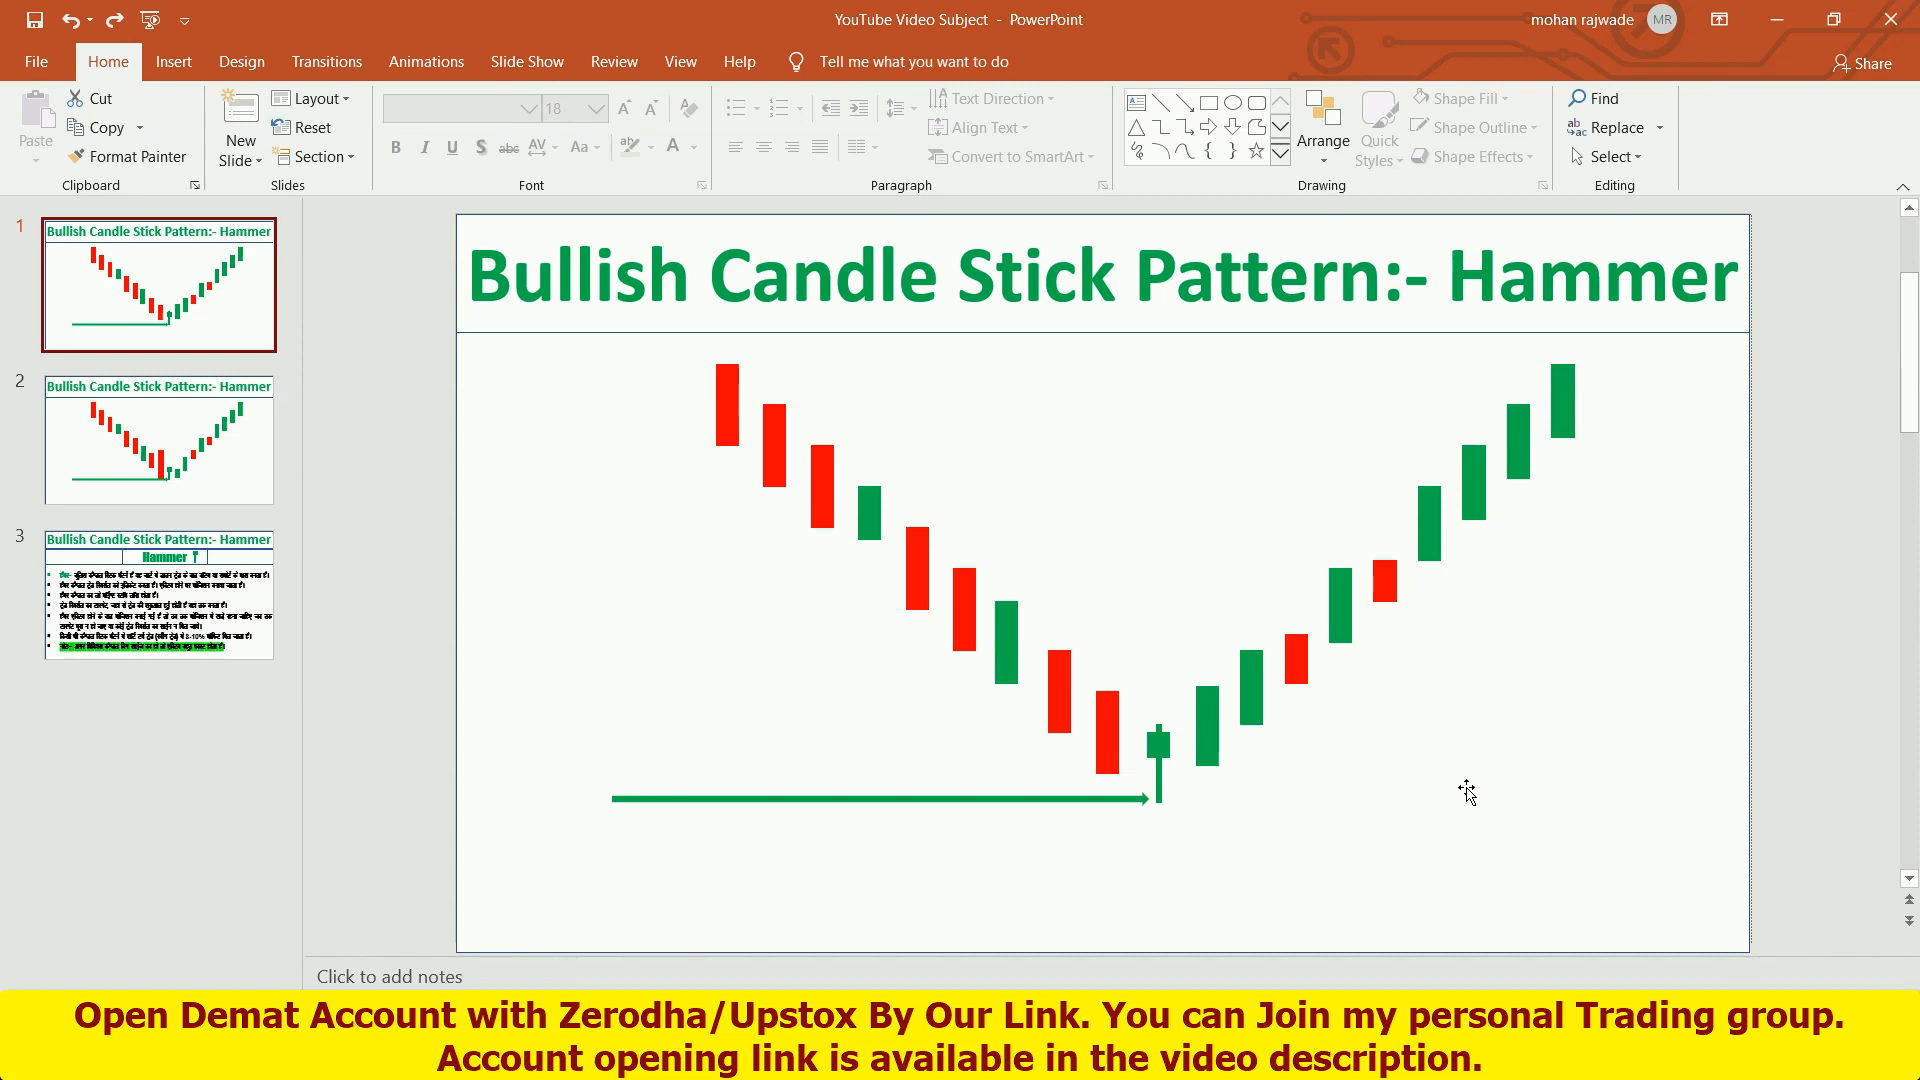 YouTube Video Subject - PowerPoint
mohan rajwade MR
File Home Insert Design Transitions Animations Slide Show Review View Help Tell me what you want to do Share
Paste Cut Copy Format Painter
Clipboard
New Slide Layout Reset Section
Slides
18
B I U S abc AV Aa A
Font
Text Direction
Align Text
Convert to SmartArt
Paragraph
Arrange Quick Styles Shape Fill Shape Outline Shape Effects
Drawing
Find
Replace
Select
Editing
1
Bullish Candle Stick Pattern:- Hammer
2
Bullish Candle Stick Pattern:- Hammer
3
Bullish Candle Stick Pattern:- Hammer
Hammer
Bullish Candle Stick Pattern:- Hammer
Click to add notes
Open Demat Account with Zerodha/Upstox By Our Link. You can Join my personal Trading group.
Account opening link is available in the video description.